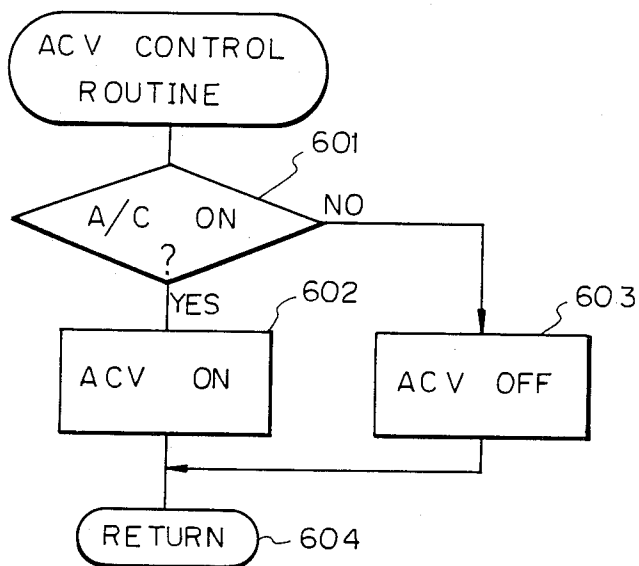 ACV CONTROL
ROUTINE
601
A/C ON
?
NO
YES
602
603
ACV ON
ACV OFF
RETURN
604